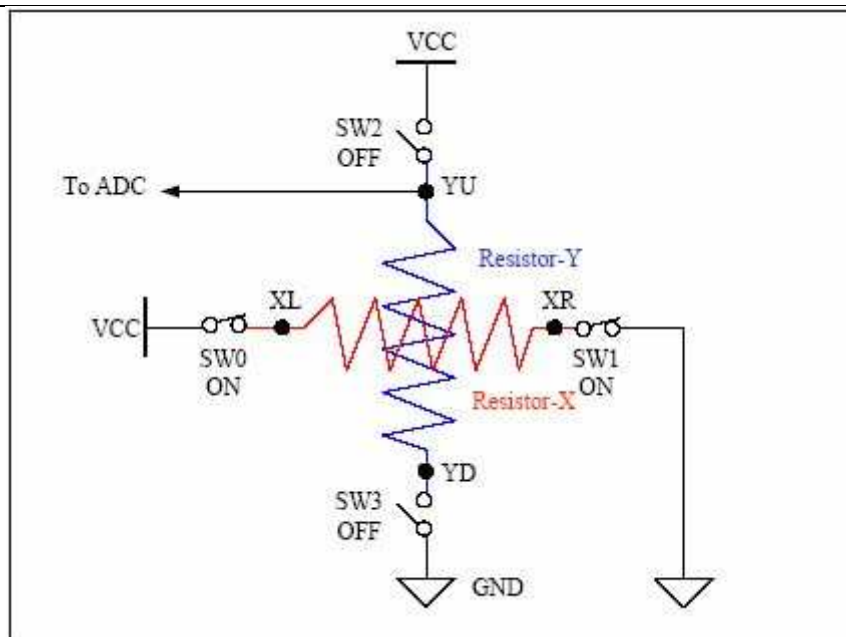 VCC
SW2
OFF
To ADC
YU
Resistor-Y
XL
XR
VCC
SW0
ON
SW1
ON
Resistor-X
YD
SW3
OFF
GND